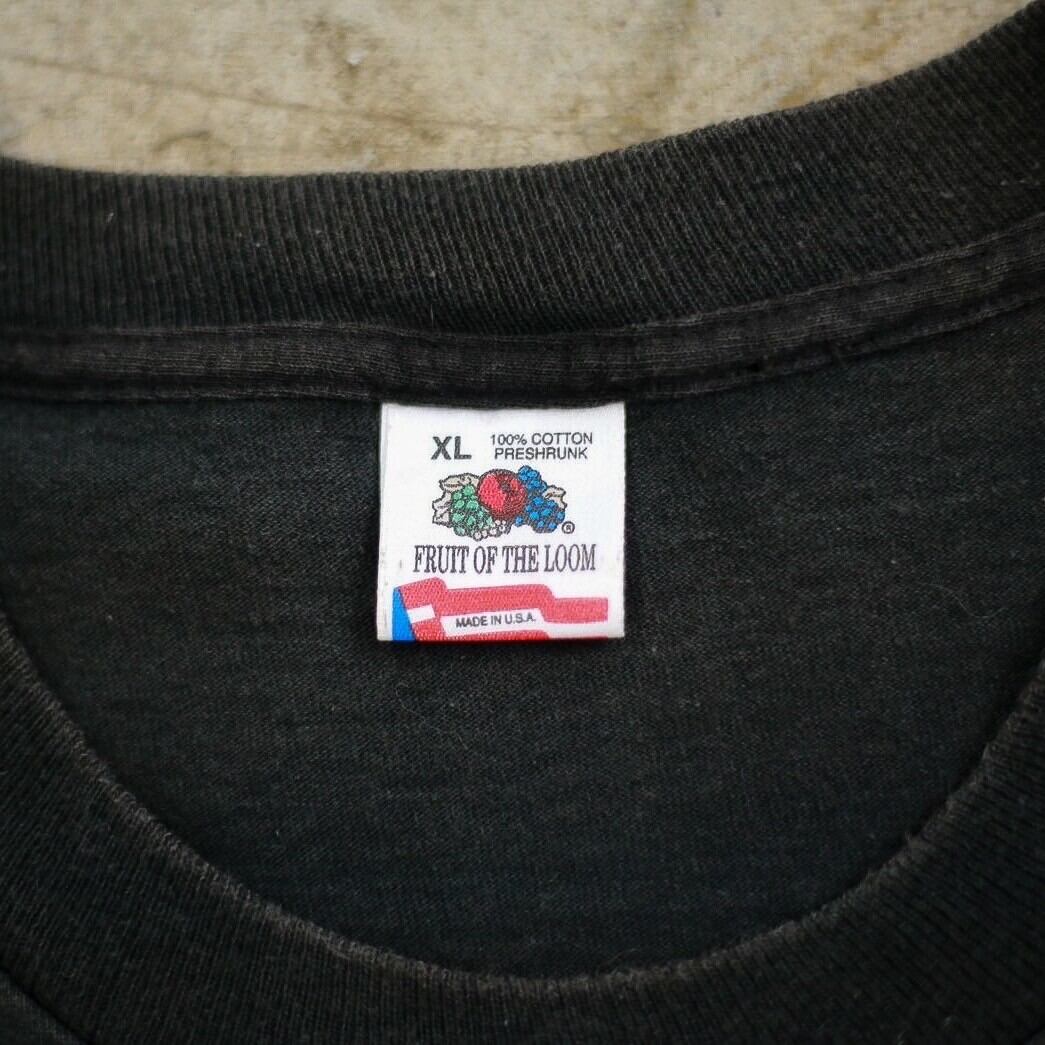 XL 100% COTTON
PRESHRUNK
®
FRUIT OF THE LOOM
MADE IN U.S.A.